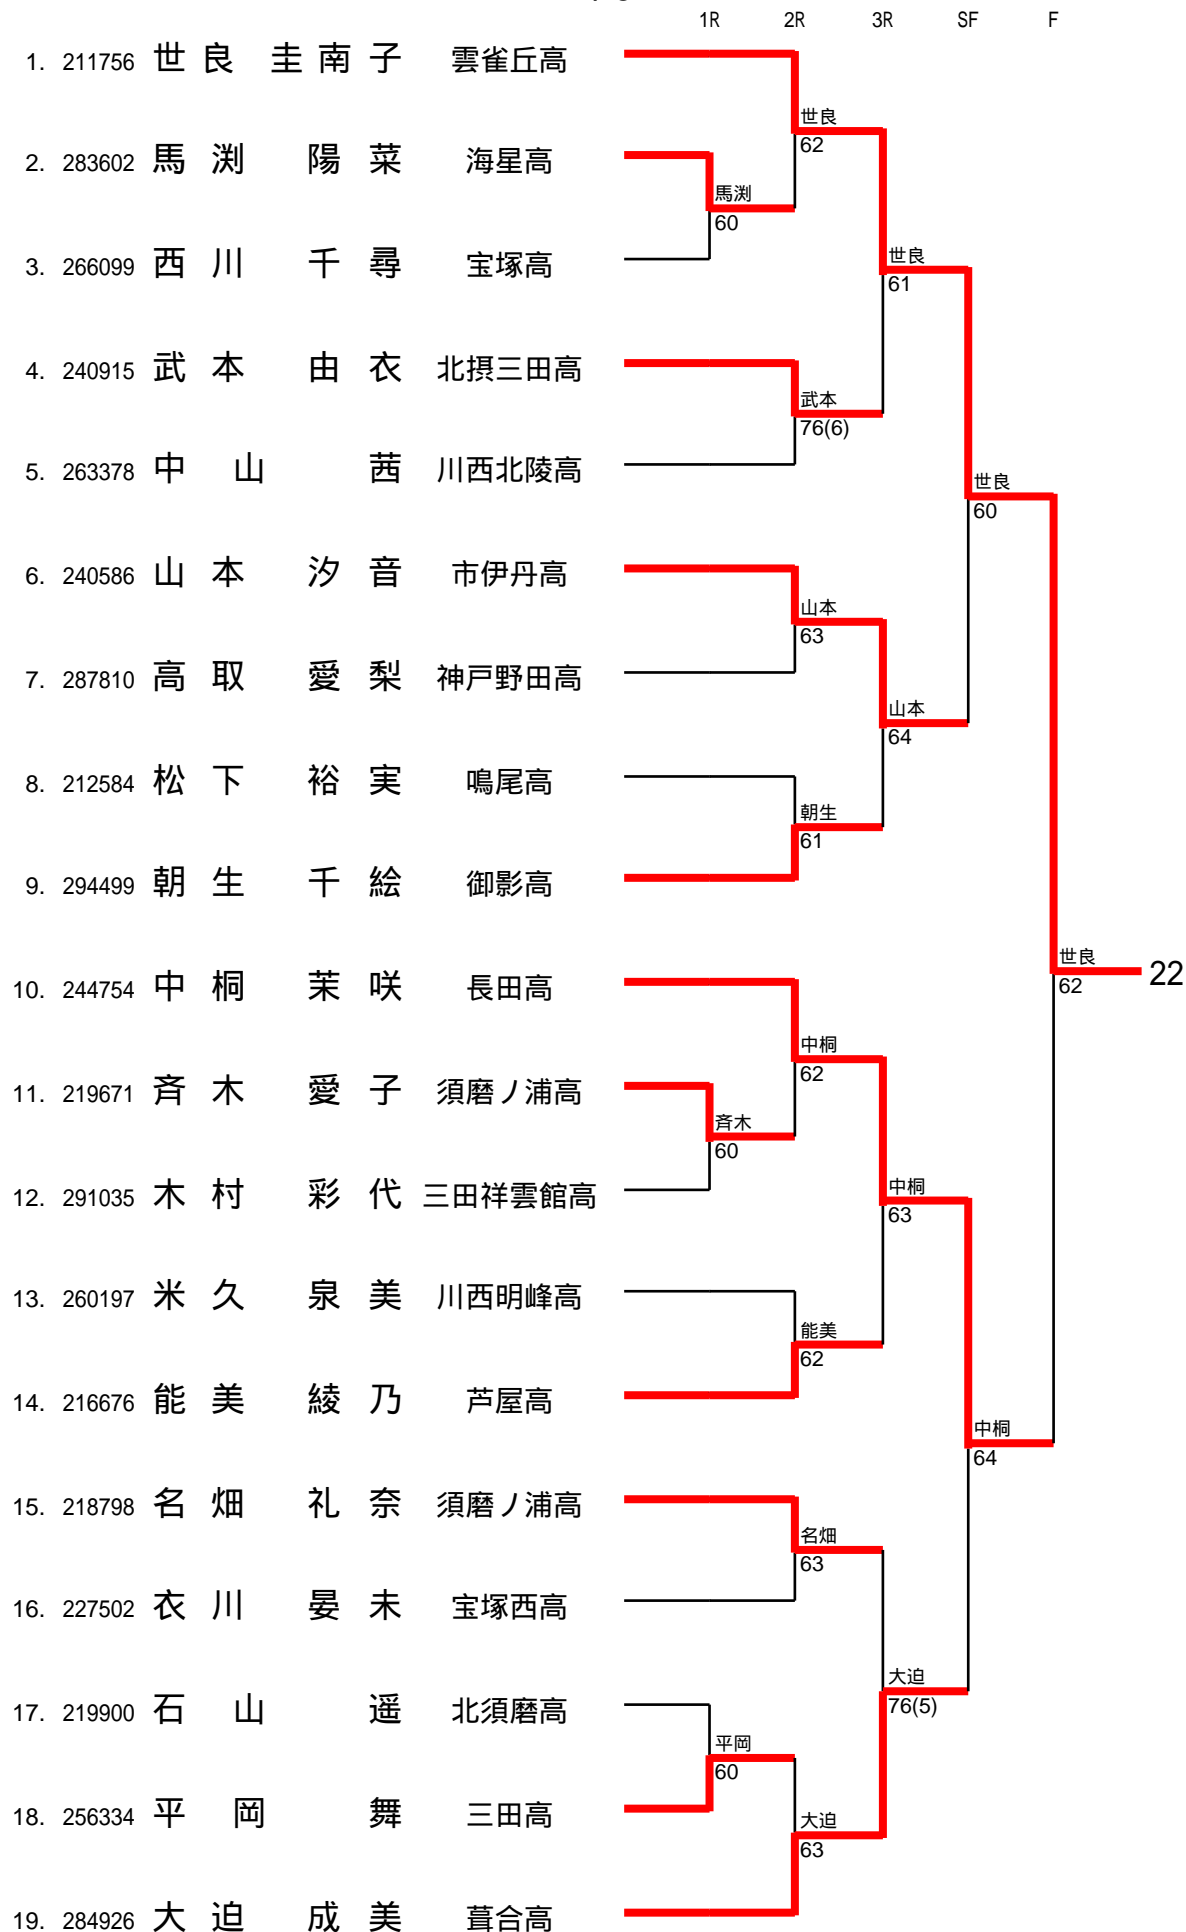 1R 2R 3R SF F
1. 211756 世良 圭南子 雲雀丘高
世良
62
2. 283602 馬渕 陽菜 海星高
馬渕
60
3. 266099 西川 千尋 宝塚高
世良
61
4. 240915 武本 由衣 北摂三田高
武本
76(6)
5. 263378 中山 茜 川西北陵高
世良
60
6. 240586 山本 汐音 市伊丹高
山本
63
7. 287810 高取 愛梨 神戸野田高
山本
64
8. 212584 松下 裕実 鳴尾高
朝生
61
9. 294499 朝生 千絵 御影高
世良
62
22
10. 244754 中桐 茉咲 長田高
中桐
62
11. 219671 斉木 愛子 須磨ノ浦高
斉木
60
12. 291035 木村 彩代 三田祥雲館高
中桐
63
13. 260197 米久 泉美 川西明峰高
能美
62
14. 216676 能美 綾乃 芦屋高
中桐
64
15. 218798 名畑 礼奈 須磨ノ浦高
名畑
63
16. 227502 衣川 晏未 宝塚西高
大迫
76(5)
17. 219900 石山 遥 北須磨高
平岡
60
18. 256334 平岡 舞 三田高
大迫
63
19. 284926 大迫 成美 葺合高